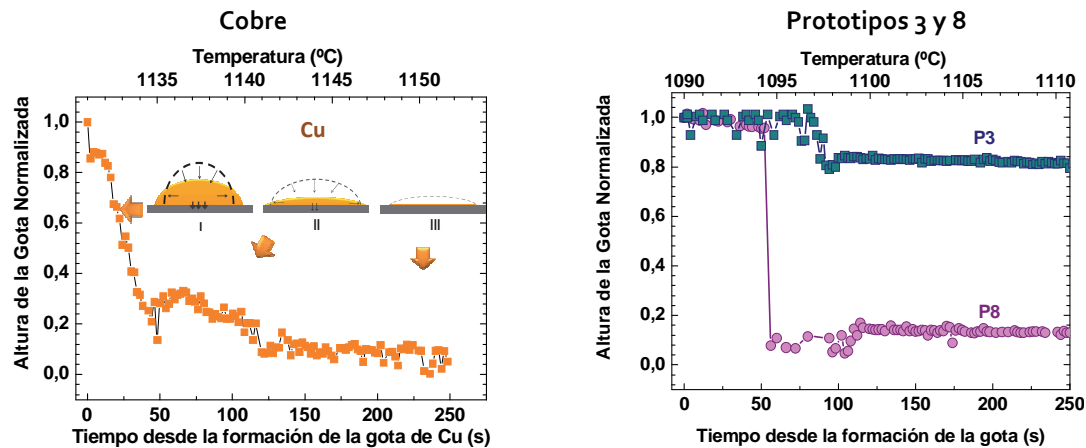 Cobre
Temperatura (ºC)
1135 1140 1145 1150
Altura de la Gota Normalizada
1,0
0,8
0,6
0,4
0,2
0,0
Cu
I II III
0 50 100 150 200 250
Tiempo desde la formación de la gota de Cu (s)
Prototipos 3 y 8
Temperatura (ºC)
1090 1095 1100 1105 1110
Altura de la Gota Normalizada
1,0
0,8
0,6
0,4
0,2
0,0
P3
P8
0 50 100 150 200 250
Tiempo desde la formación de la gota (s)